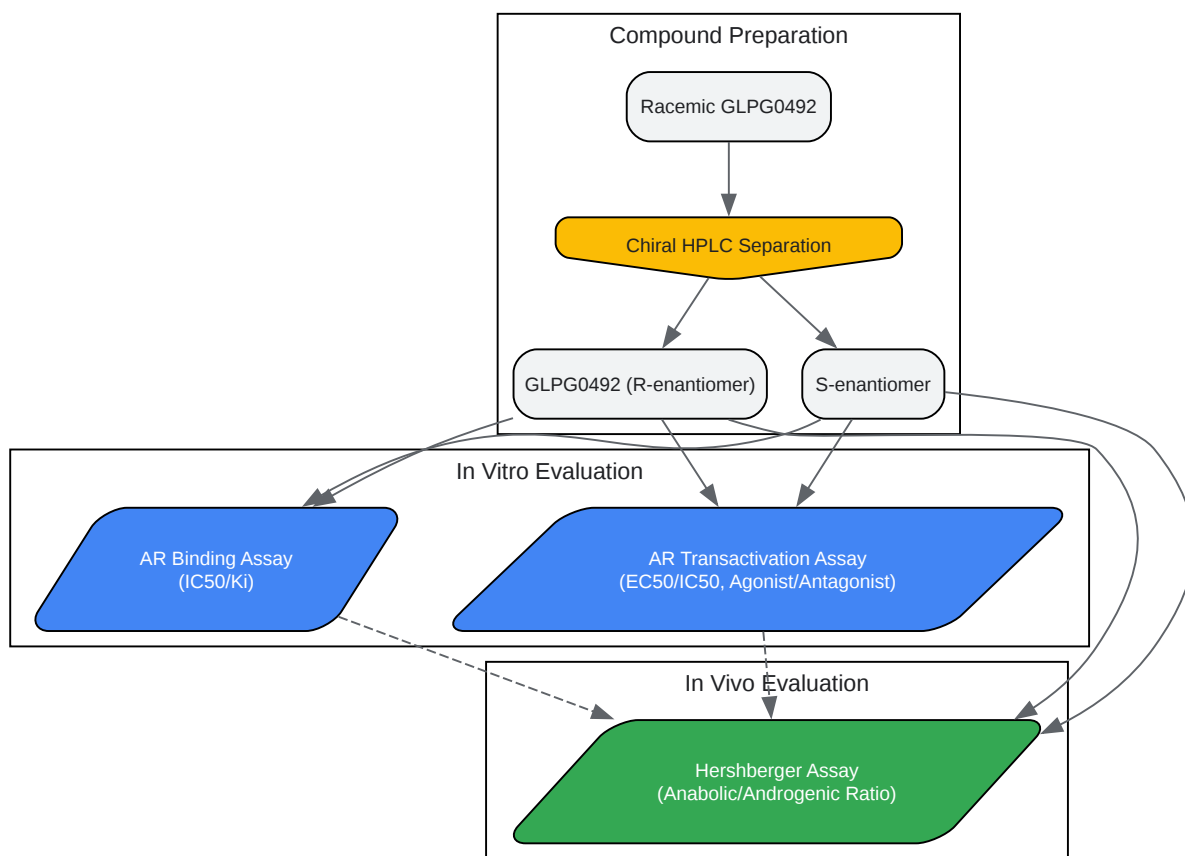 Compound Preparation
Racemic GLPG0492
Chiral HPLC Separation
GLPG0492 (R-enantiomer)
S-enantiomer
In Vitro Evaluation
AR Binding Assay
(IC50/Ki)
AR Transactivation Assay
(EC50/IC50, Agonist/Antagonist)
In Vivo Evaluation
Hershberger Assay
(Anabolic/Androgenic Ratio)